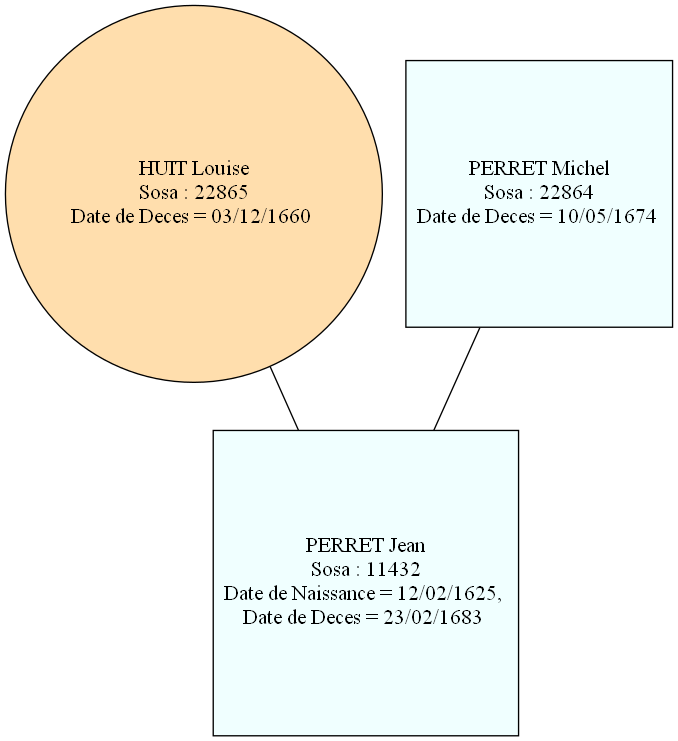 HUIT Louise
Sosa : 22865
Date de Deces = 03/12/1660
PERRET Michel
Sosa : 22864
Date de Deces = 10/05/1674
PERRET Jean
Sosa : 11432
Date de Naissance = 12/02/1625,
Date de Deces = 23/02/1683